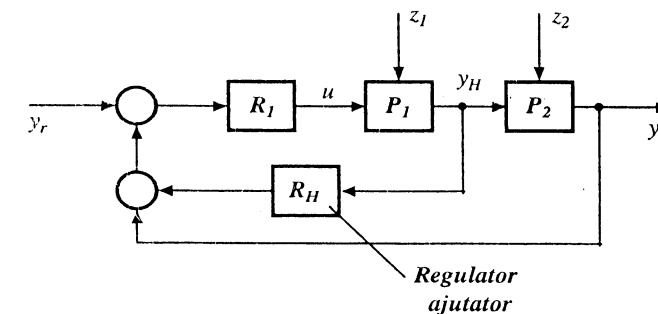 z1 z2
R1 u P1 yH P2
yr y
RH
Regulator
ajutator